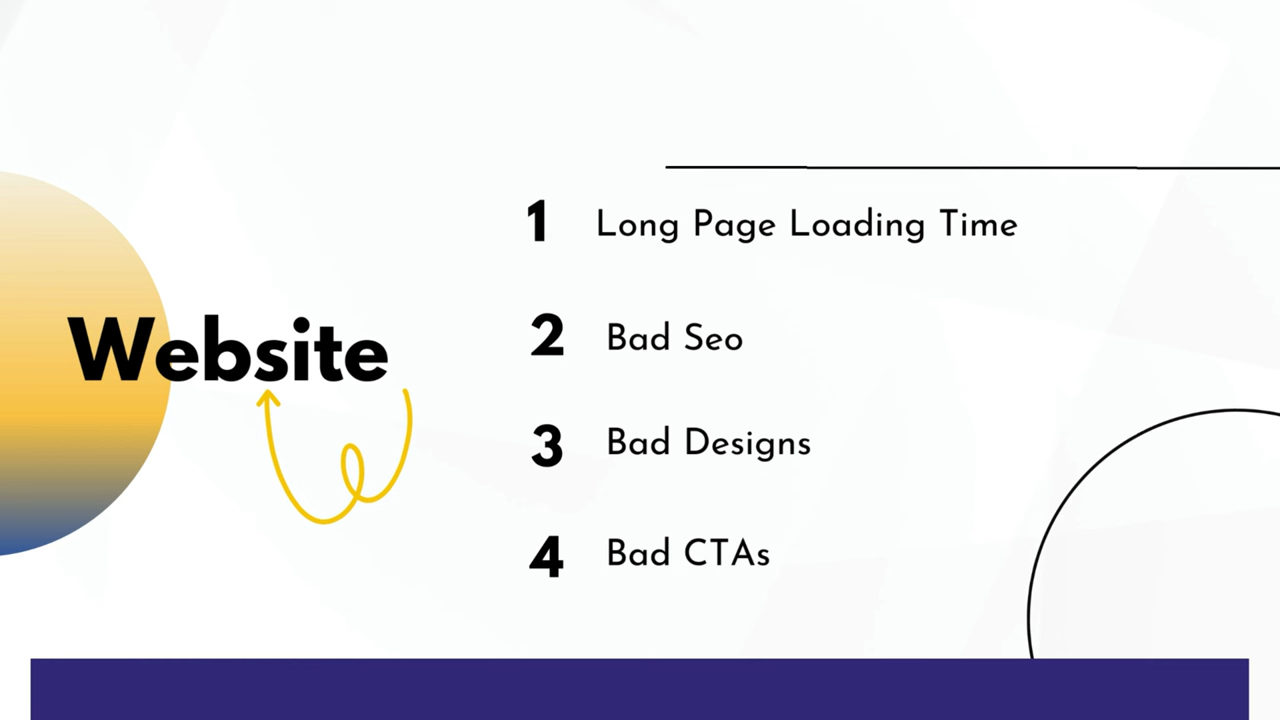 Website
1 Long Page Loading Time
2 Bad Seo
3 Bad Designs
4 Bad CTAs